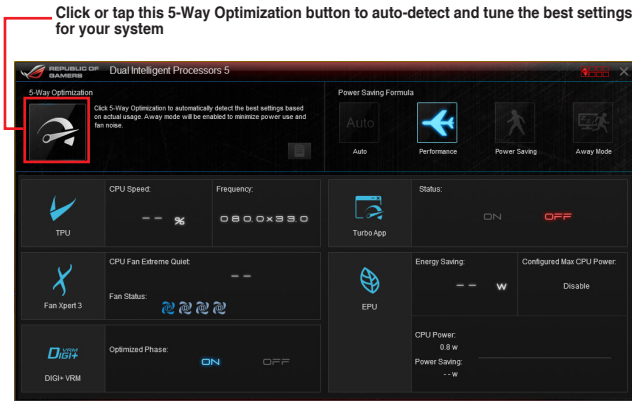 Click or tap this 5-Way Optimization button to auto-detect and tune the best settings
for your system
REPUBLIC OF
GAMERS
Dual Intelligent Processors 5
5-Way Optimization
Click 5-Way Optimization to automatically detect the best settings based
on actual usage. Away mode will be enabled to minimize power use and
fan noise.
Power Saving Formula
Auto
Auto
Performance
Power Saving
Away Mode
TPU
CPU Speed:
-- %
Frequency:
080.0x33.0
Turbo App
Status:
ON OFF
Fan Xpert 3
CPU Fan Extreme Quiet:
--
Fan Status:
EPU
Energy Saving:
-- w
Configured Max CPU Power:
Disable
DIGI+ VRM
DIGI+ VRM
Optimized Phase:
ON OFF
CPU Power:
0.8 w
Power Saving:
-- w